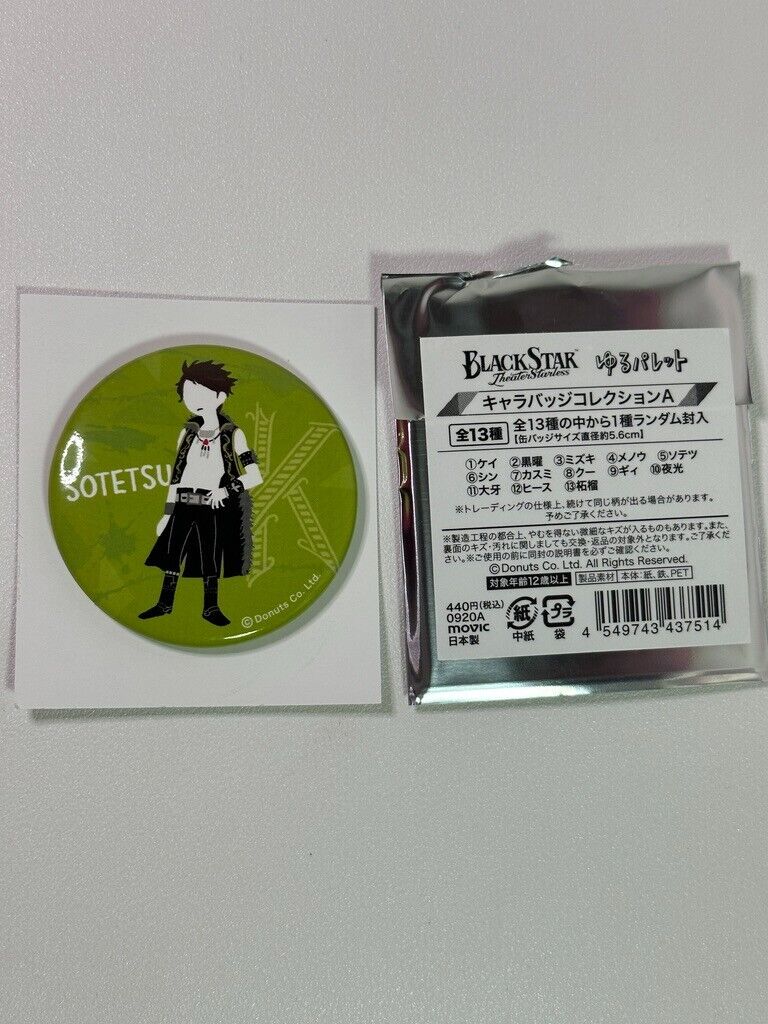 SOTETSU
K
©Donuts Co. Ltd.
BLACKSTAR™
TheaterStarless
ゆるパレット
キャラバッジコレクションA
全13種
全13種の中から1種ランダム封入
【缶バッジサイズ直径約5.6cm】
①ケイ ②黒曜 ③ミズキ ④メノウ ⑤ソテツ
⑥シン ⑦カスミ ⑧クー ⑨ギィ ⑩夜光
⑪大牙 ⑫ヒース ⑬柘榴
※トレーディングの仕様上、続けて同じ柄が出る場合があります。
予めご了承ください。
※製造工程の都合上、やむを得ない微細なキズが入るものもあります。また、
裏面のキズ・汚れに関しましても交換・返品の対象外となります。ご了承くだ
さい。※ご使用の前に同封の説明書を必ずご確認ください。
©Donuts Co. Ltd. All Rights Reserved.
対象年齢12歳以上 製品素材 本体:紙、鉄、PET
440円(税込)
0920A
movic
日本製
紙
中紙
プラ
袋
4 549743 437514